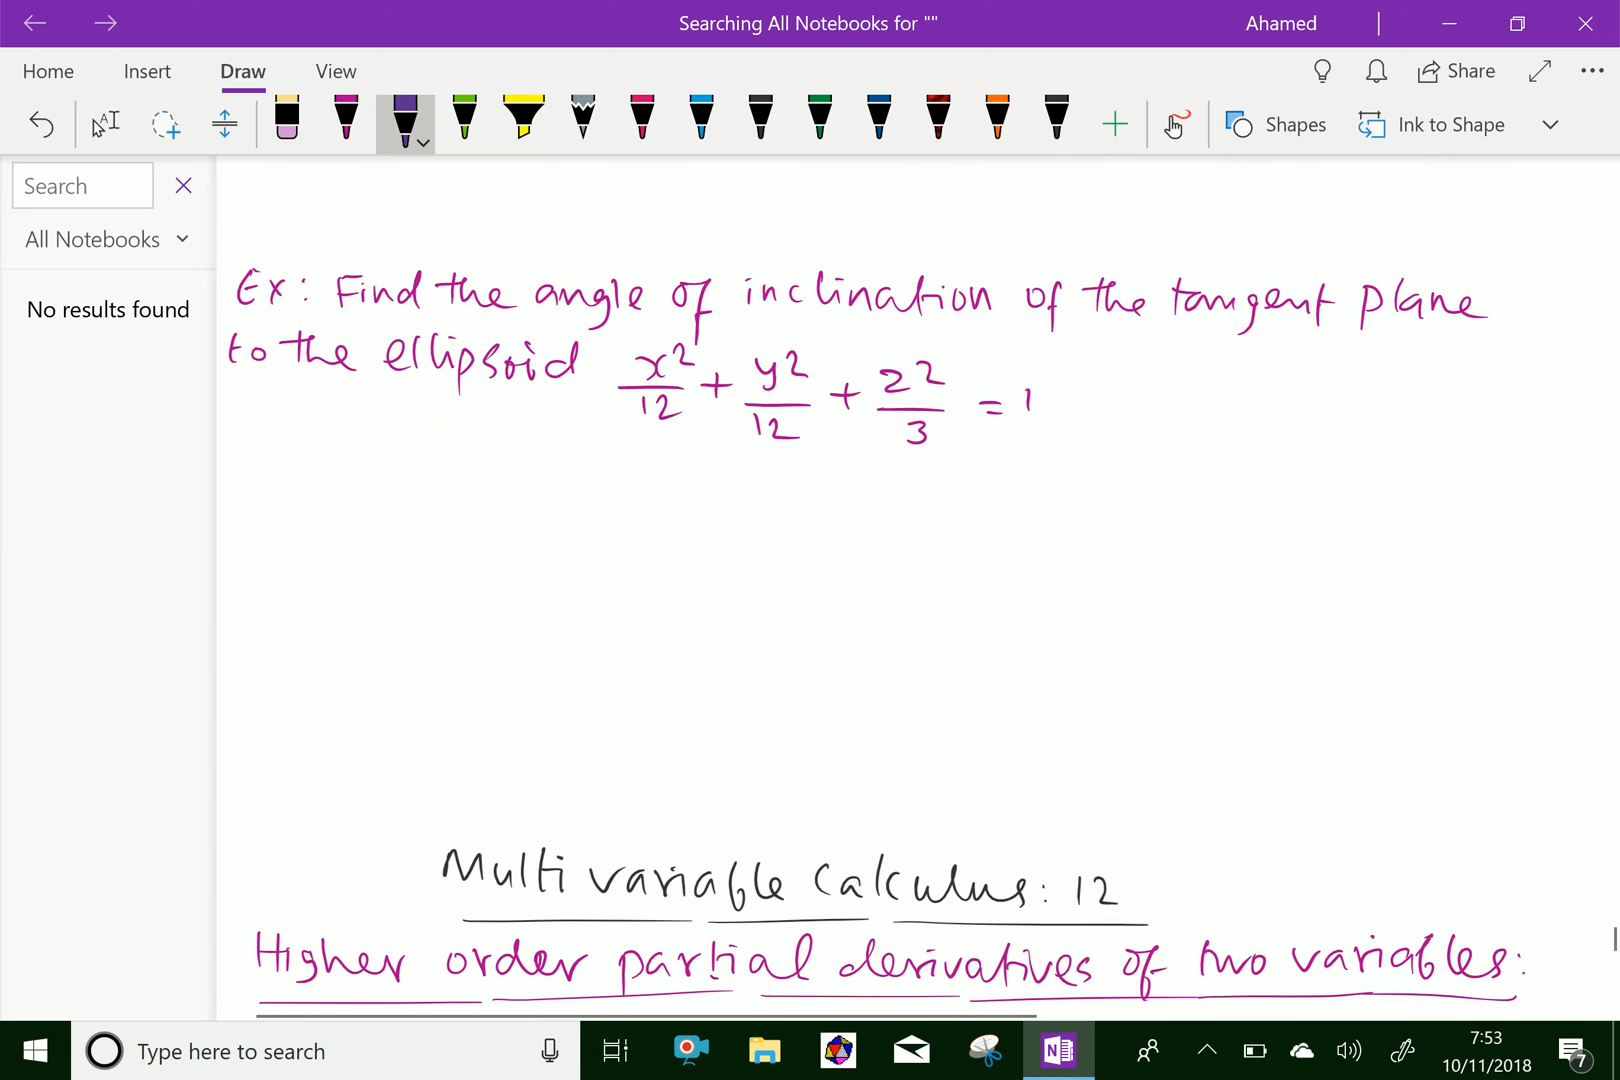 Searching All Notebooks for ""
Ahamed
Home Insert Draw View
Share
Shapes
Ink to Shape
Search
All Notebooks
No results found
Ex: Find the angle of inclination of the tangent plane
to the ellipsoid x²/12 + y²/12 + z²/3 = 1
Multivariable Calculus: 12
Higher order partial derivatives of two variables:
Type here to search
7:53
10/11/2018
7